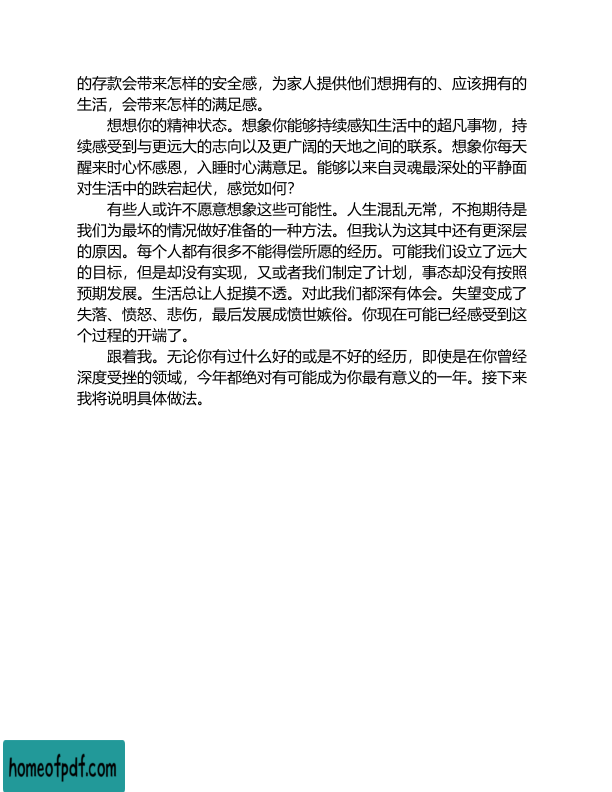 的存款会带来怎样的安全感，为家人提供他们想拥有的、应该拥有的
生活，会带来怎样的满足感。
想想你的精神状态。想象你能够持续感知生活中的超凡事物，持
续感受到与更远大的志向以及更广阔的天地之间的联系。想象你每天
醒来时心怀感恩，入睡时心满意足。能够以来自灵魂最深处的平静面
对生活中的跌宕起伏，感觉如何？
有些人或许不愿意想象这些可能性。人生混乱无常，不抱期待是
我们为最坏的情况做好准备的一种方法。但我认为这其中还有更深层
的原因。每个人都有很多不能得偿所愿的经历。可能我们设立了远大
的目标，但是却没有实现，又或者我们制定了计划，事态却没有按照
预期发展。生活总让人捉摸不透。对此我们都深有体会。失望变成了
失落、愤怒、悲伤，最后发展成愤世嫉俗。你现在可能已经感受到这
个过程的开端了。
跟着我。无论你有过什么好的或是不好的经历，即使是在你曾经
深度受挫的领域，今年都绝对有可能成为你最有意义的一年。接下来
我将说明具体做法。
homeofpdf.com